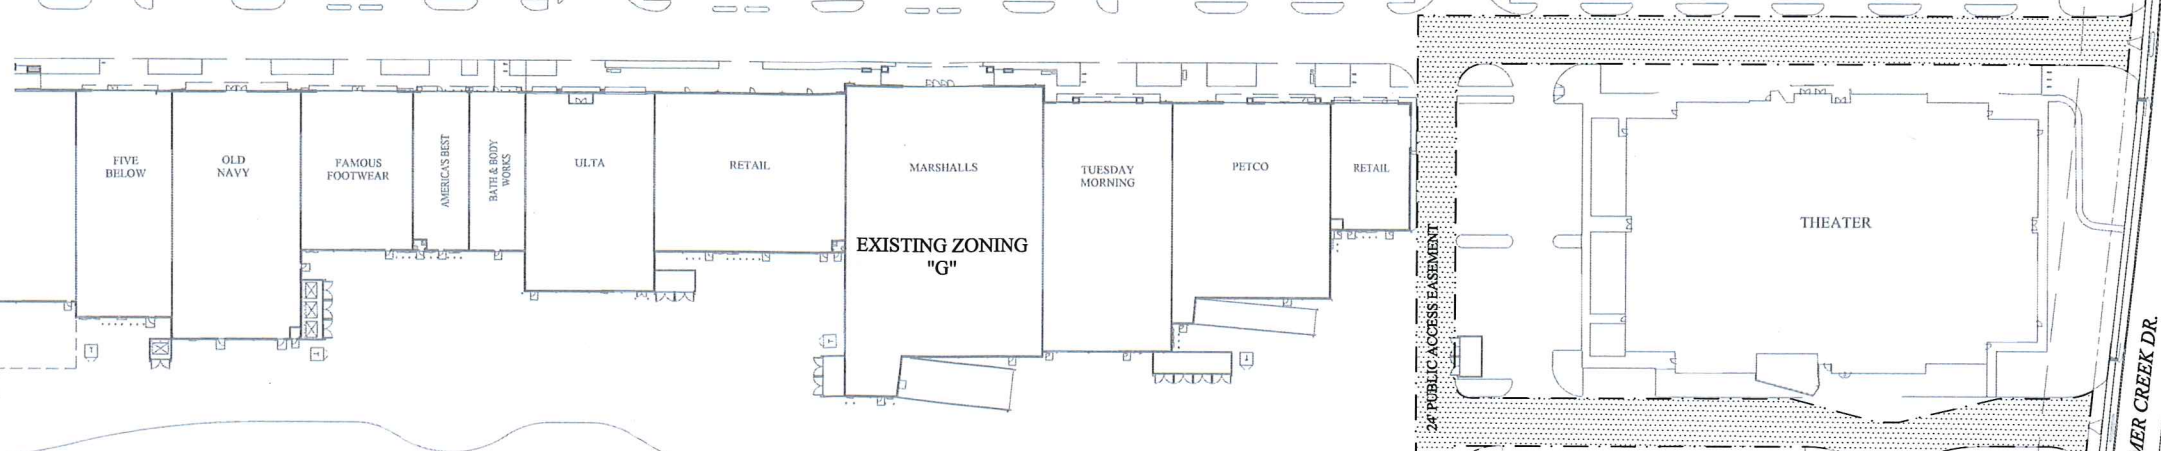 FIVE
BELOW
OLD
NAVY
FAMOUS
FOOTWEAR
AMERICA'S BEST
BATH & BODY
WORKS
ULTA
RETAIL
MARSHALLS
EXISTING ZONING
"G"
TUESDAY
MORNING
PETCO
RETAIL
24' PUBLIC ACCESS EASEMENT
THEATER
MER CREEK DR.